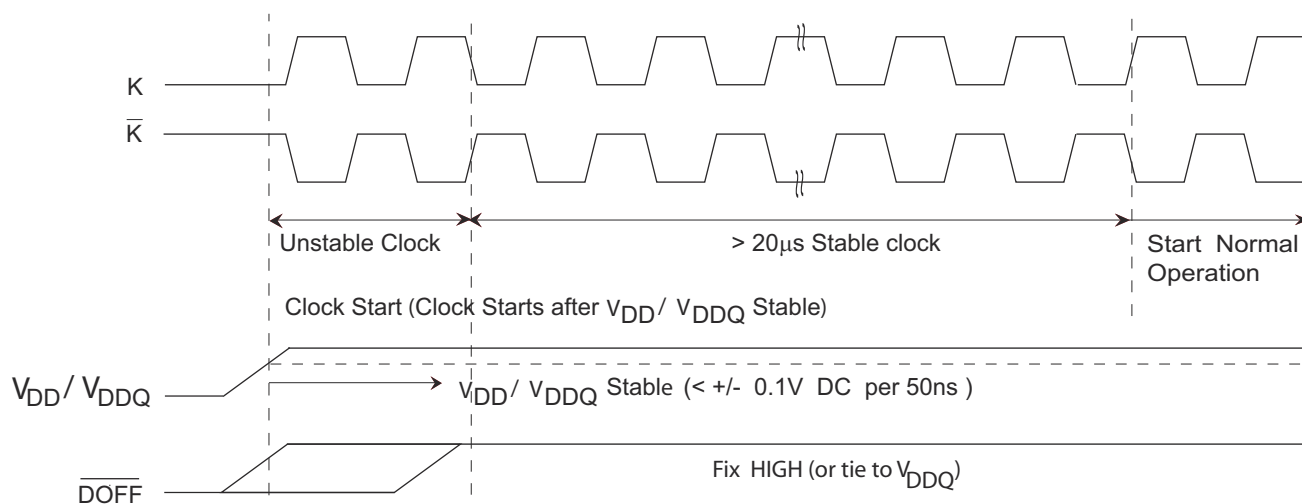 K
K̅
Unstable Clock
> 20μs Stable clock
Start Normal
Operation
Clock Start (Clock Starts after VDD/ VDDQ Stable)
VDD/ VDDQ
VDD/ VDDQ Stable (< +/- 0.1V DC per 50ns )
Fix HIGH (or tie to VDDQ)
D̅O̅F̅F̅